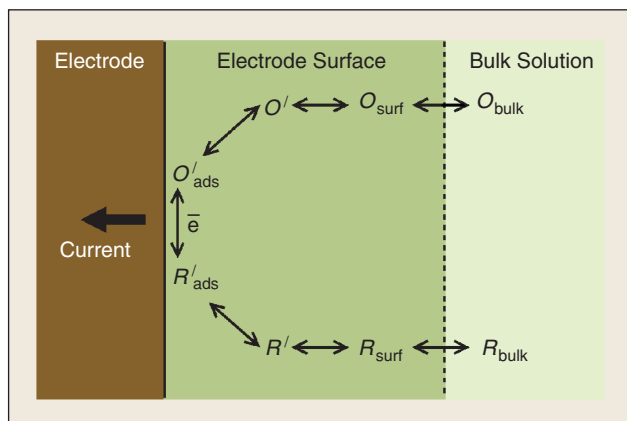 Electrode Electrode Surface Bulk Solution
O′ O_surf O_bulk
O′_ads
e̅
Current
R′_ads
R′ R_surf R_bulk